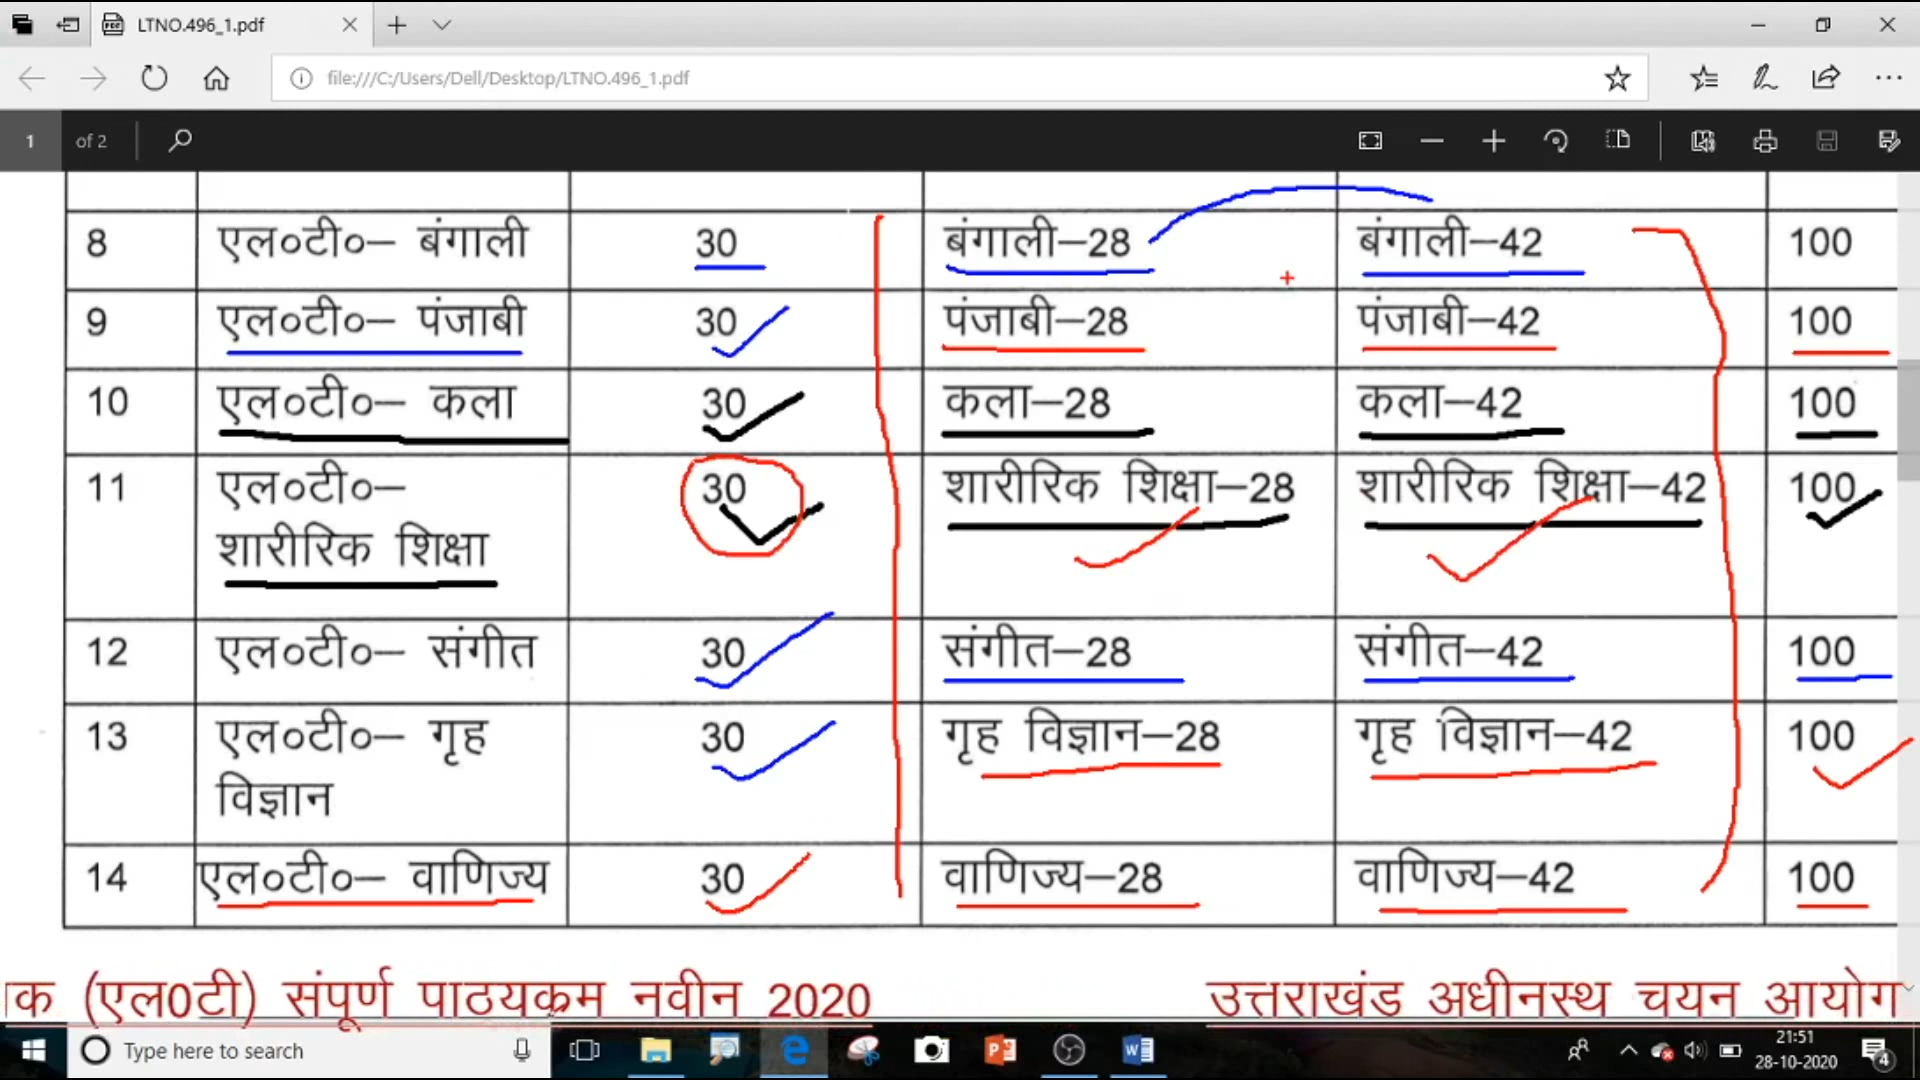 LTNO.496_1.pdf
file:///C:/Users/Dell/Desktop/LTNO.496_1.pdf
1 of 2
8 एल०टी०– बंगाली 30 बंगाली–28 बंगाली–42 100
9 एल०टी०– पंजाबी 30 पंजाबी–28 पंजाबी–42 100
10 एल०टी०– कला 30 कला–28 कला–42 100
11 एल०टी०– 30 शारीरिक शिक्षा–28 शारीरिक शिक्षा–42 100
शारीरिक शिक्षा
12 एल०टी०– संगीत 30 संगीत–28 संगीत–42 100
13 एल०टी०– गृह 30 गृह विज्ञान–28 गृह विज्ञान–42 100
विज्ञान
14 एल०टी०– वाणिज्य 30 वाणिज्य–28 वाणिज्य–42 100
क (एल0टी) संपूर्ण पाठयक्रम नवीन 2020 उत्तराखंड अधीनस्थ चयन आयोग
Type here to search
21:51
28-10-2020
4